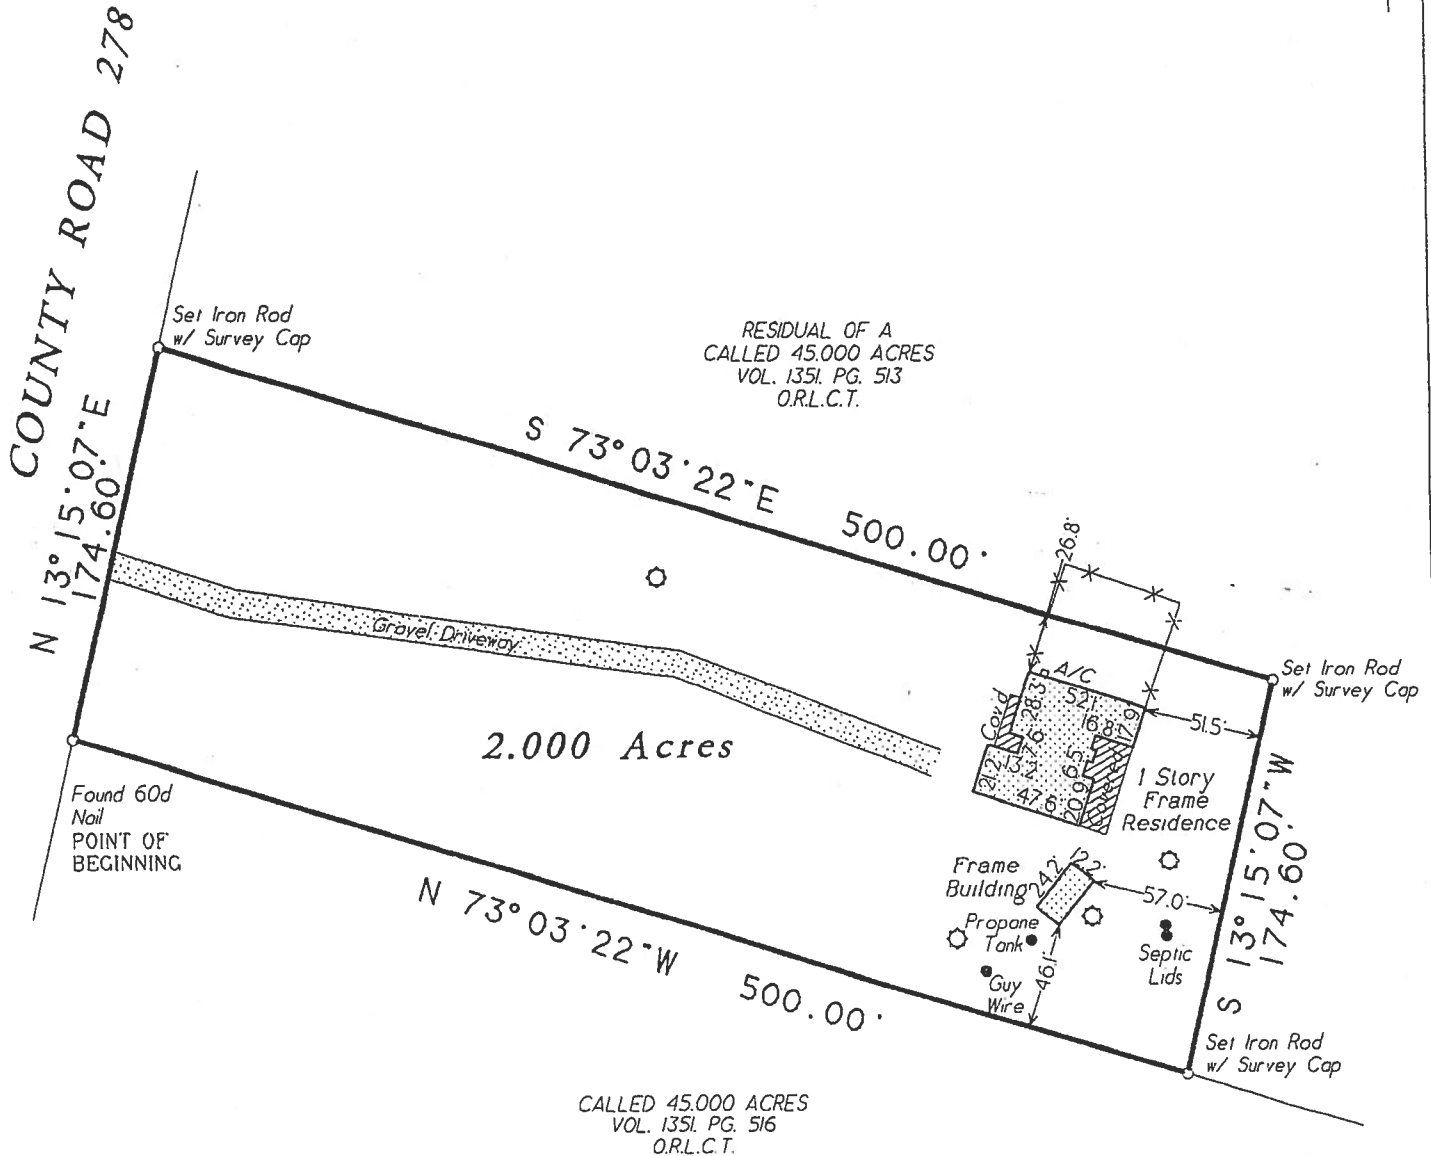 COUNTY ROAD 278
Set Iron Rod
w/ Survey Cap
RESIDUAL OF A
CALLED 45.000 ACRES
VOL. 1351. PG. 513
O.R.L.C.T.
N 13° 15' 07" E
174.60'
S 73° 03' 22" E 500.00'
26.8'
Gravel Driveway
Set Iron Rod
w/ Survey Cap
A/C
52.1'
28.3'
Cov'd
16.8'
17.9'
51.5'
7.6
13.2
6.5
21.2
47.6'
20.9
Covered
2.000 Acres
1 Story
Frame
Residence
S 13° 15' 07" W
174.60'
Found 60d
Nail
POINT OF
BEGINNING
Frame
Building
24.2'
12.2'
57.0'
Propane
Tank
46.1'
Guy
Wire
Septic
Lids
N 73° 03' 22" W 500.00'
Set Iron Rod
w/ Survey Cap
CALLED 45.000 ACRES
VOL. 1351. PG. 516
O.R.L.C.T.